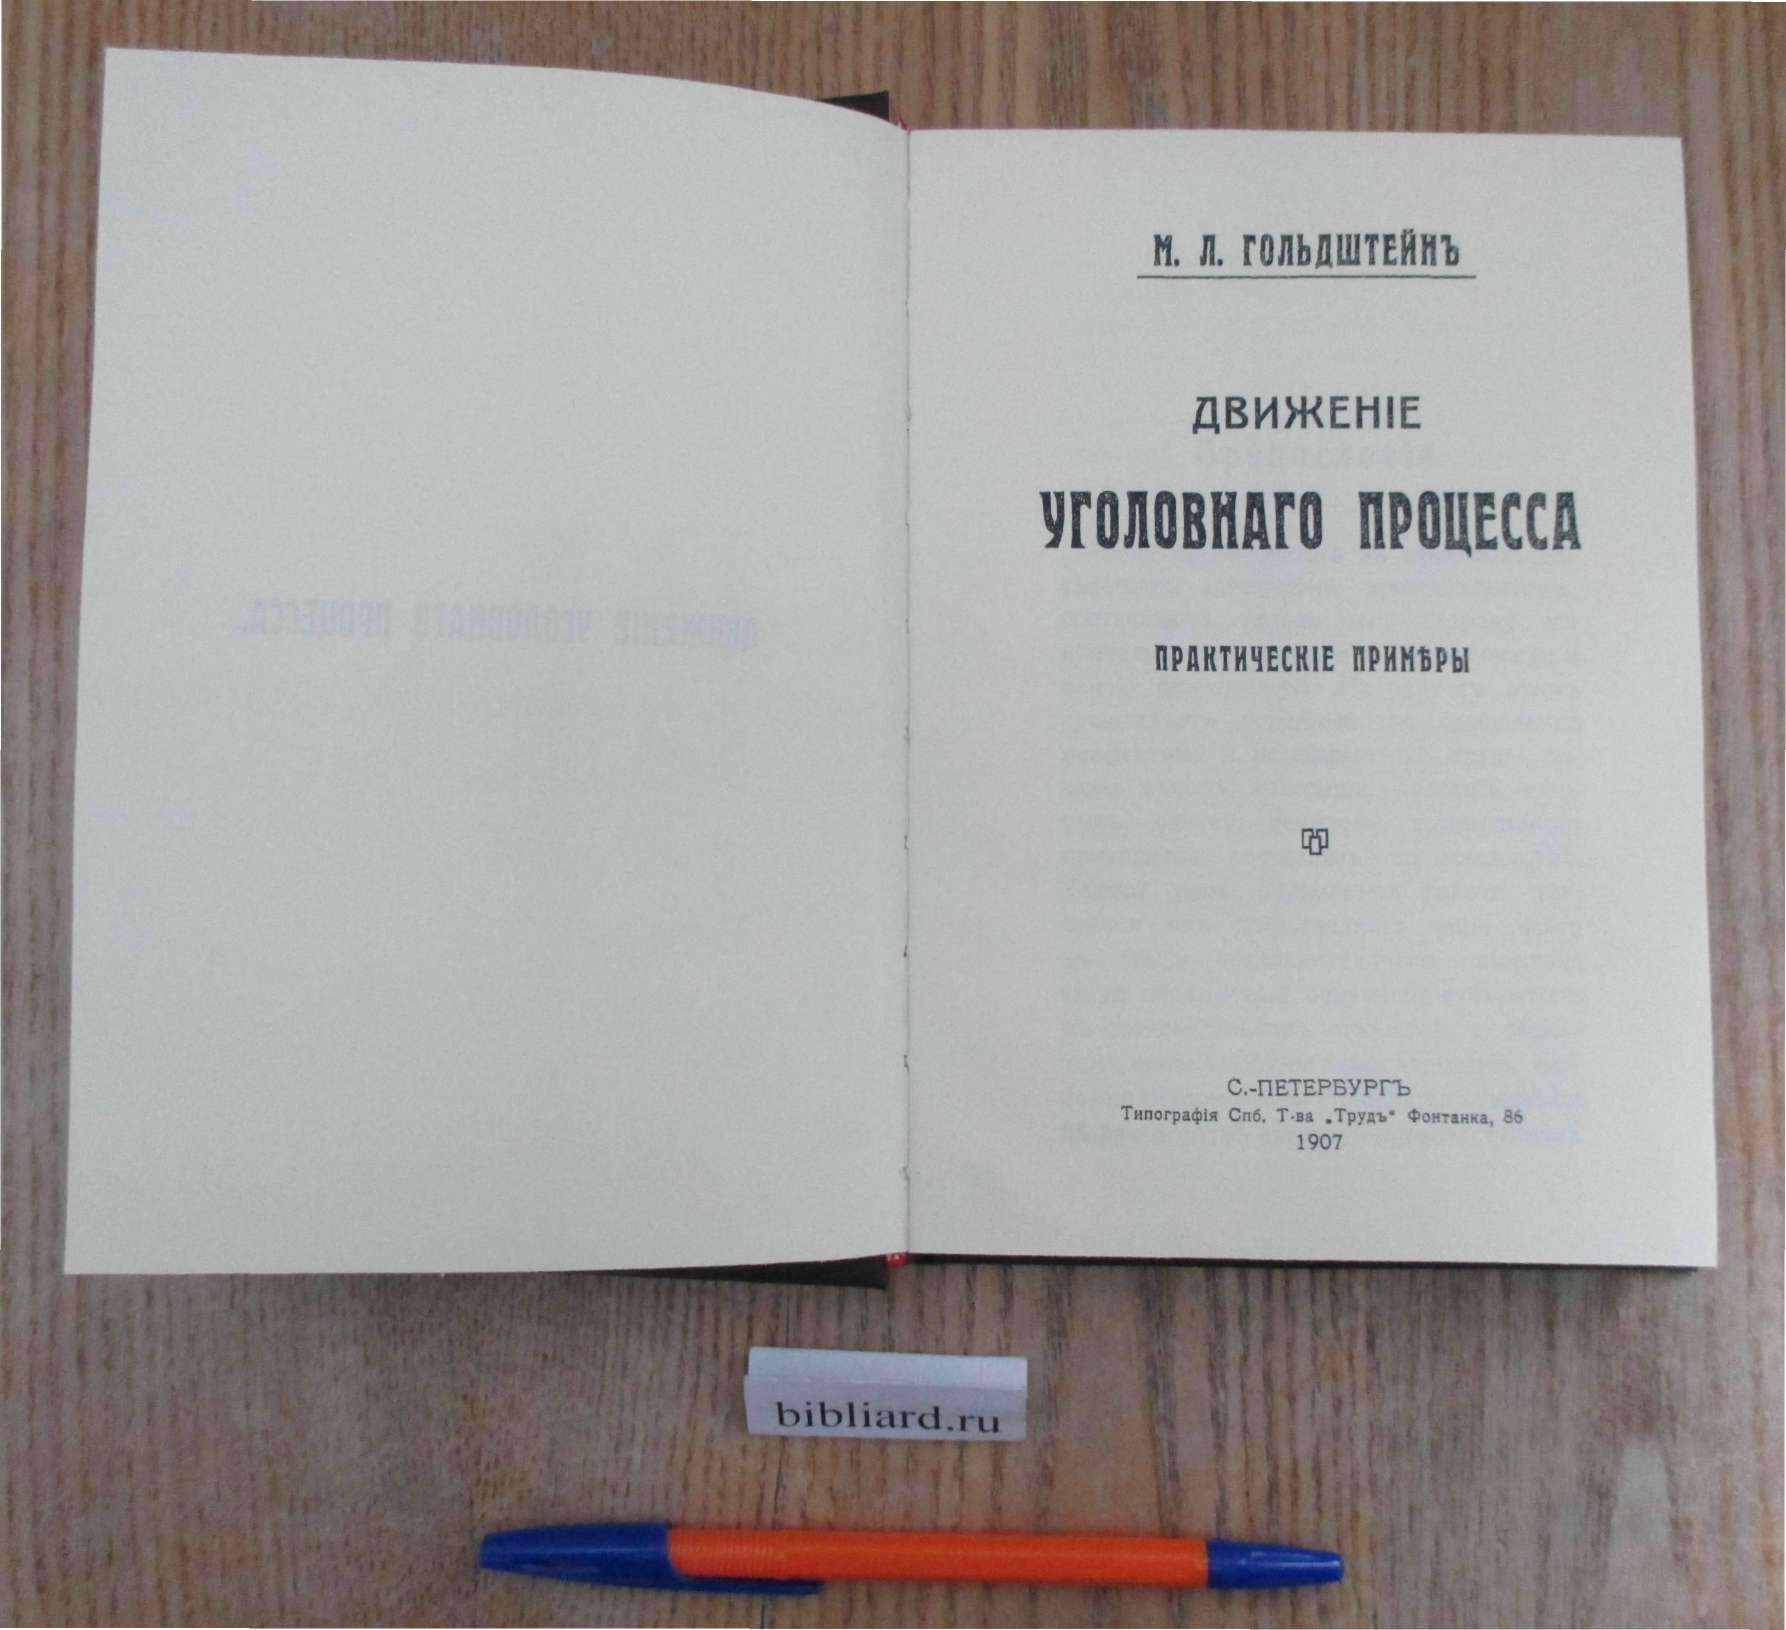 М. Л. ГОЛЬДШТЕЙНЪ
ДВИЖЕНІЕ
УГОЛОВНАГО ПРОЦЕССА
ПРАКТИЧЕСКІЕ ПРИМѢРЫ
С.-ПЕТЕРБУРГЪ
Типографія Спб. Т-ва „Трудъ“ Фонтанка, 86
1907
bibliard.ru